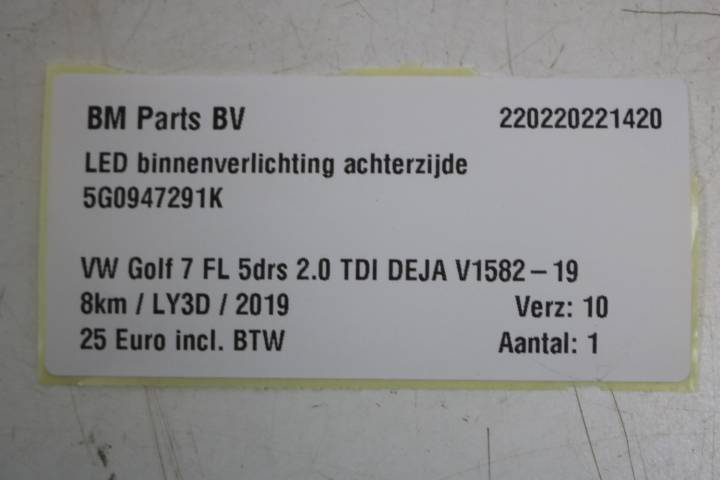 BM Parts BV 220220221420
LED binnenverlichting achterzijde
5G0947291K
VW Golf 7 FL 5drs 2.0 TDI DEJA V1582-19
8km / LY3D / 2019 Verz: 10
25 Euro incl. BTW Aantal: 1